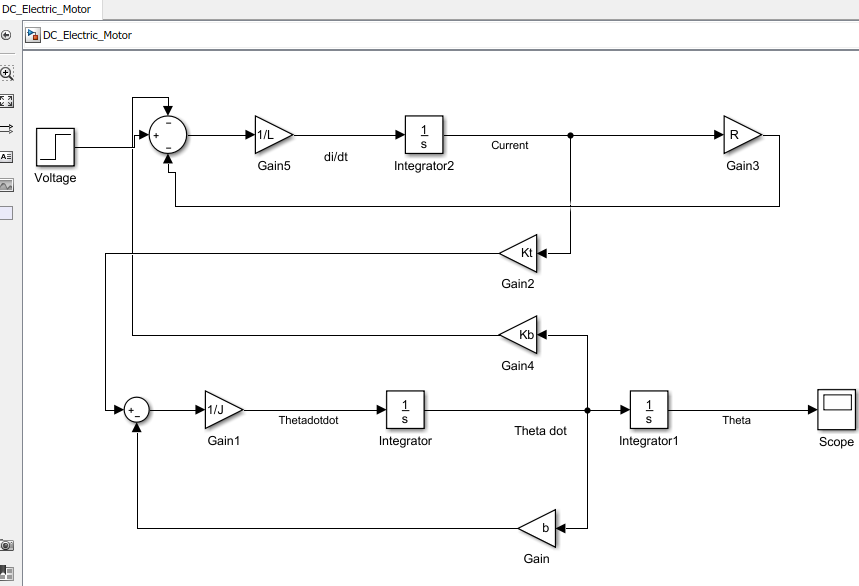 DC_Electric_Motor
DC_Electric_Motor
Voltage
+
−
−
1/L
Gain5
di/dt
1
s
Integrator2
Current
R
Gain3
Kt
Gain2
Kb
Gain4
+
−
1/J
Gain1
Thetadotdot
1
s
Integrator
Theta dot
1
s
Integrator1
Theta
Scope
b
Gain